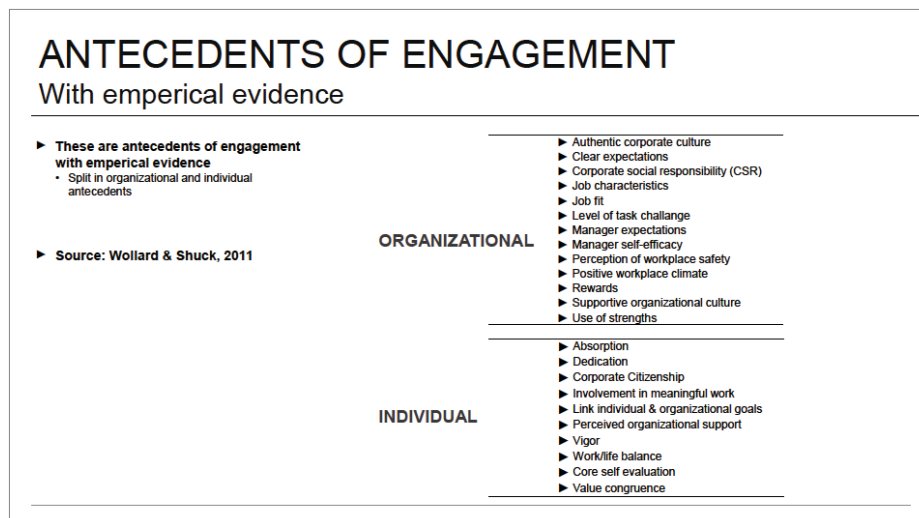 ANTECEDENTS OF ENGAGEMENT
With emperical evidence
► These are antecedents of engagement
with emperical evidence
• Split in organizational and individual
antecedents
► Source: Wollard & Shuck, 2011
ORGANIZATIONAL
► Authentic corporate culture
► Clear expectations
► Corporate social responsibility (CSR)
► Job characteristics
► Job fit
► Level of task challange
► Manager expectations
► Manager self-efficacy
► Perception of workplace safety
► Positive workplace climate
► Rewards
► Supportive organizational culture
► Use of strengths
INDIVIDUAL
► Absorption
► Dedication
► Corporate Citizenship
► Involvement in meaningful work
► Link individual & organizational goals
► Perceived organizational support
► Vigor
► Work/life balance
► Core self evaluation
► Value congruence